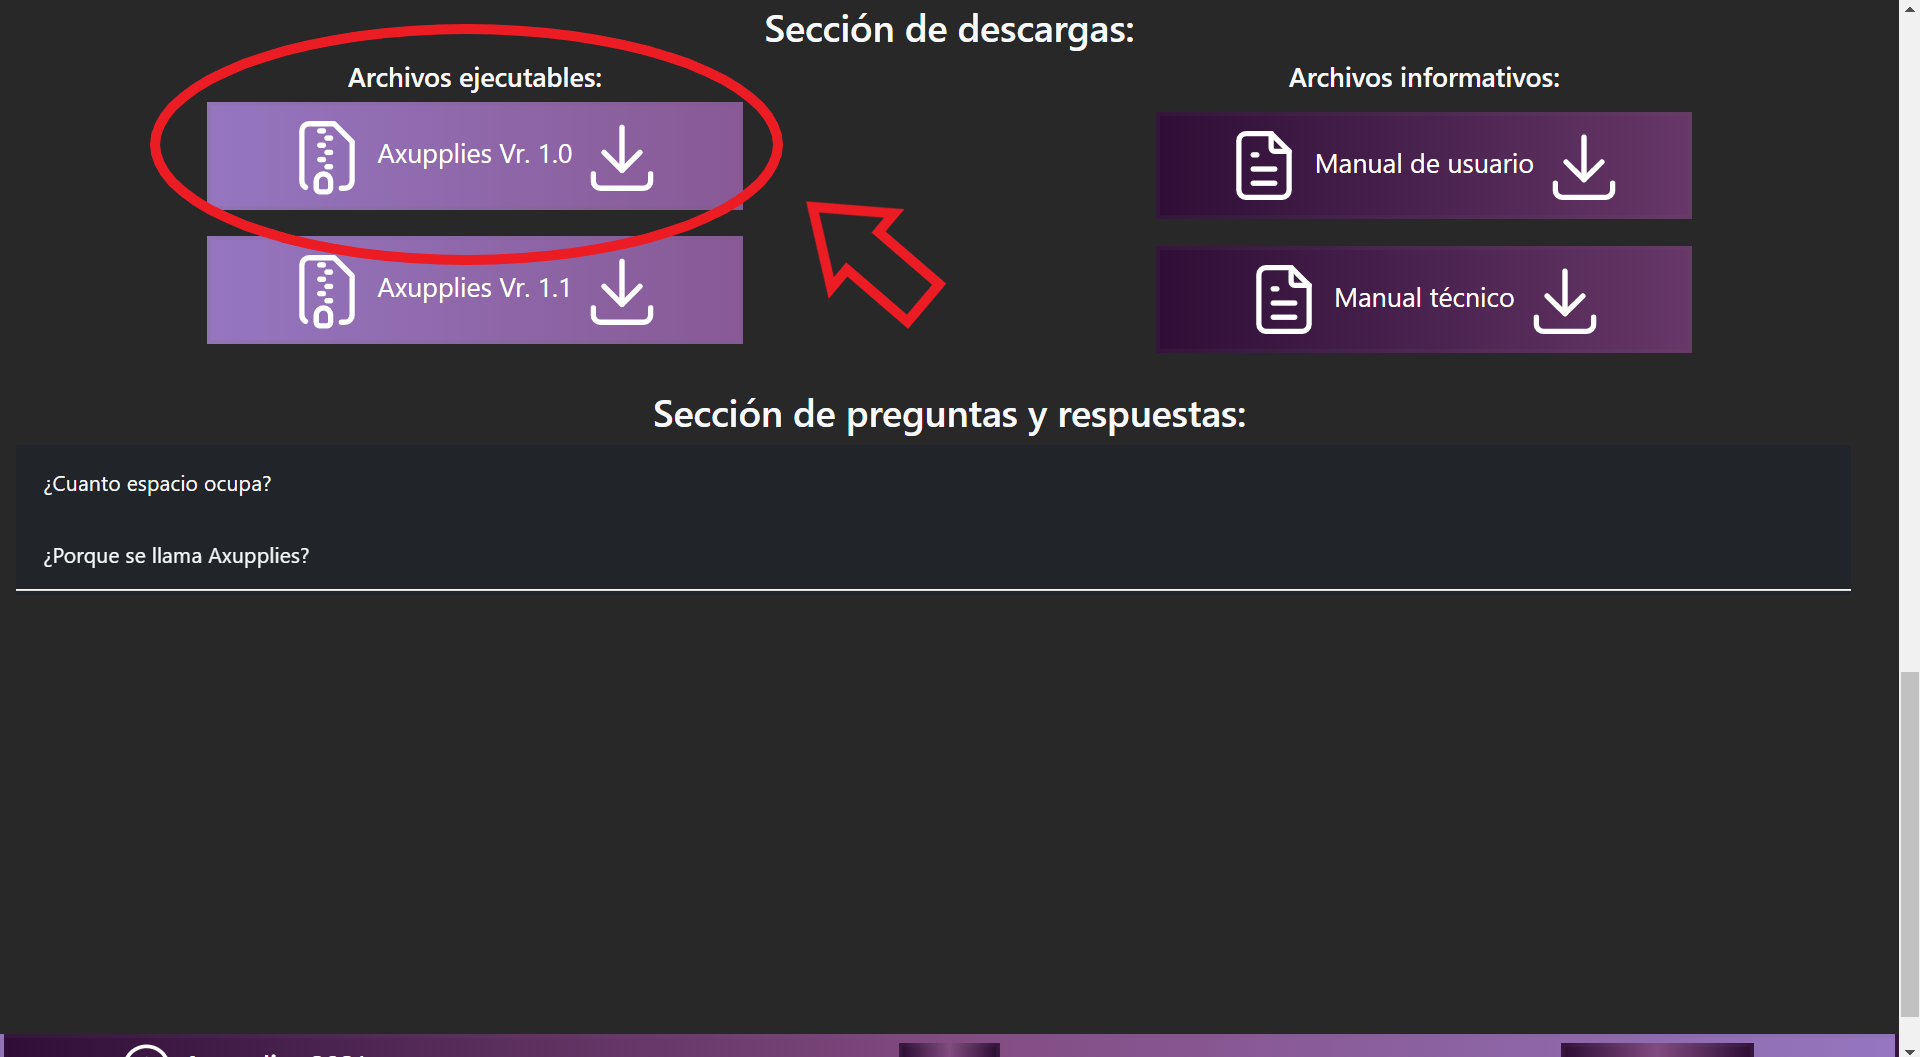 Sección de descargas:
Archivos ejecutables:
Axupplies Vr. 1.0
Axupplies Vr. 1.1
Archivos informativos:
Manual de usuario
Manual técnico
Sección de preguntas y respuestas:
¿Cuanto espacio ocupa?
¿Porque se llama Axupplies?